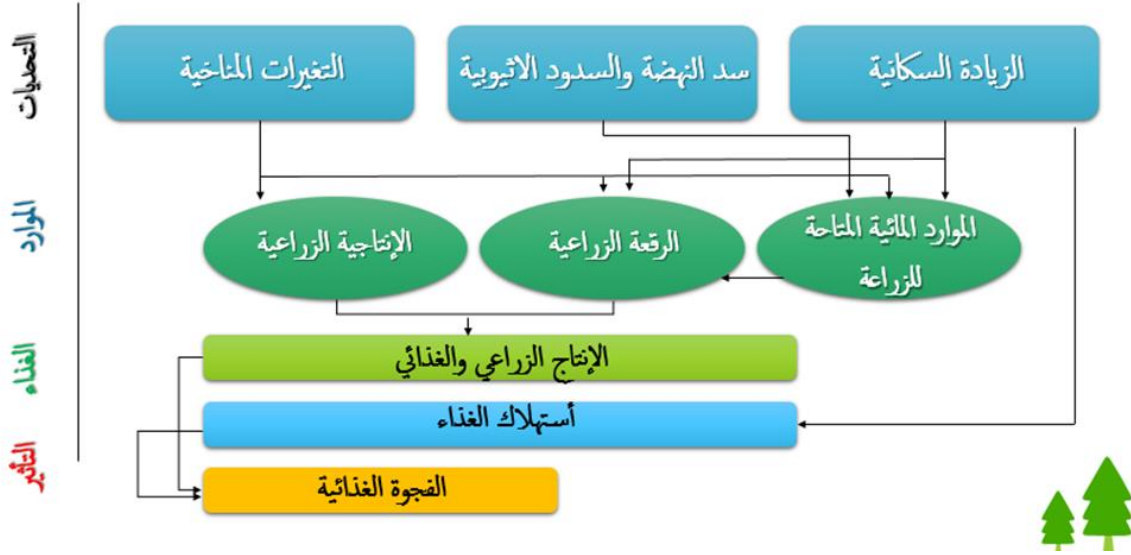 التحديات
الزيادة السكانية
سد النهضة والسدود الاثيوبية
التغيرات المناخية
الموارد
الموارد المائية المتاحة
للزراعة
الرقعة الزراعية
الإنتاجية الزراعية
الغذاء
الإنتاج الزراعي والغذائي
أستهلاك الغذاء
التأثير
الفجوة الغذائية